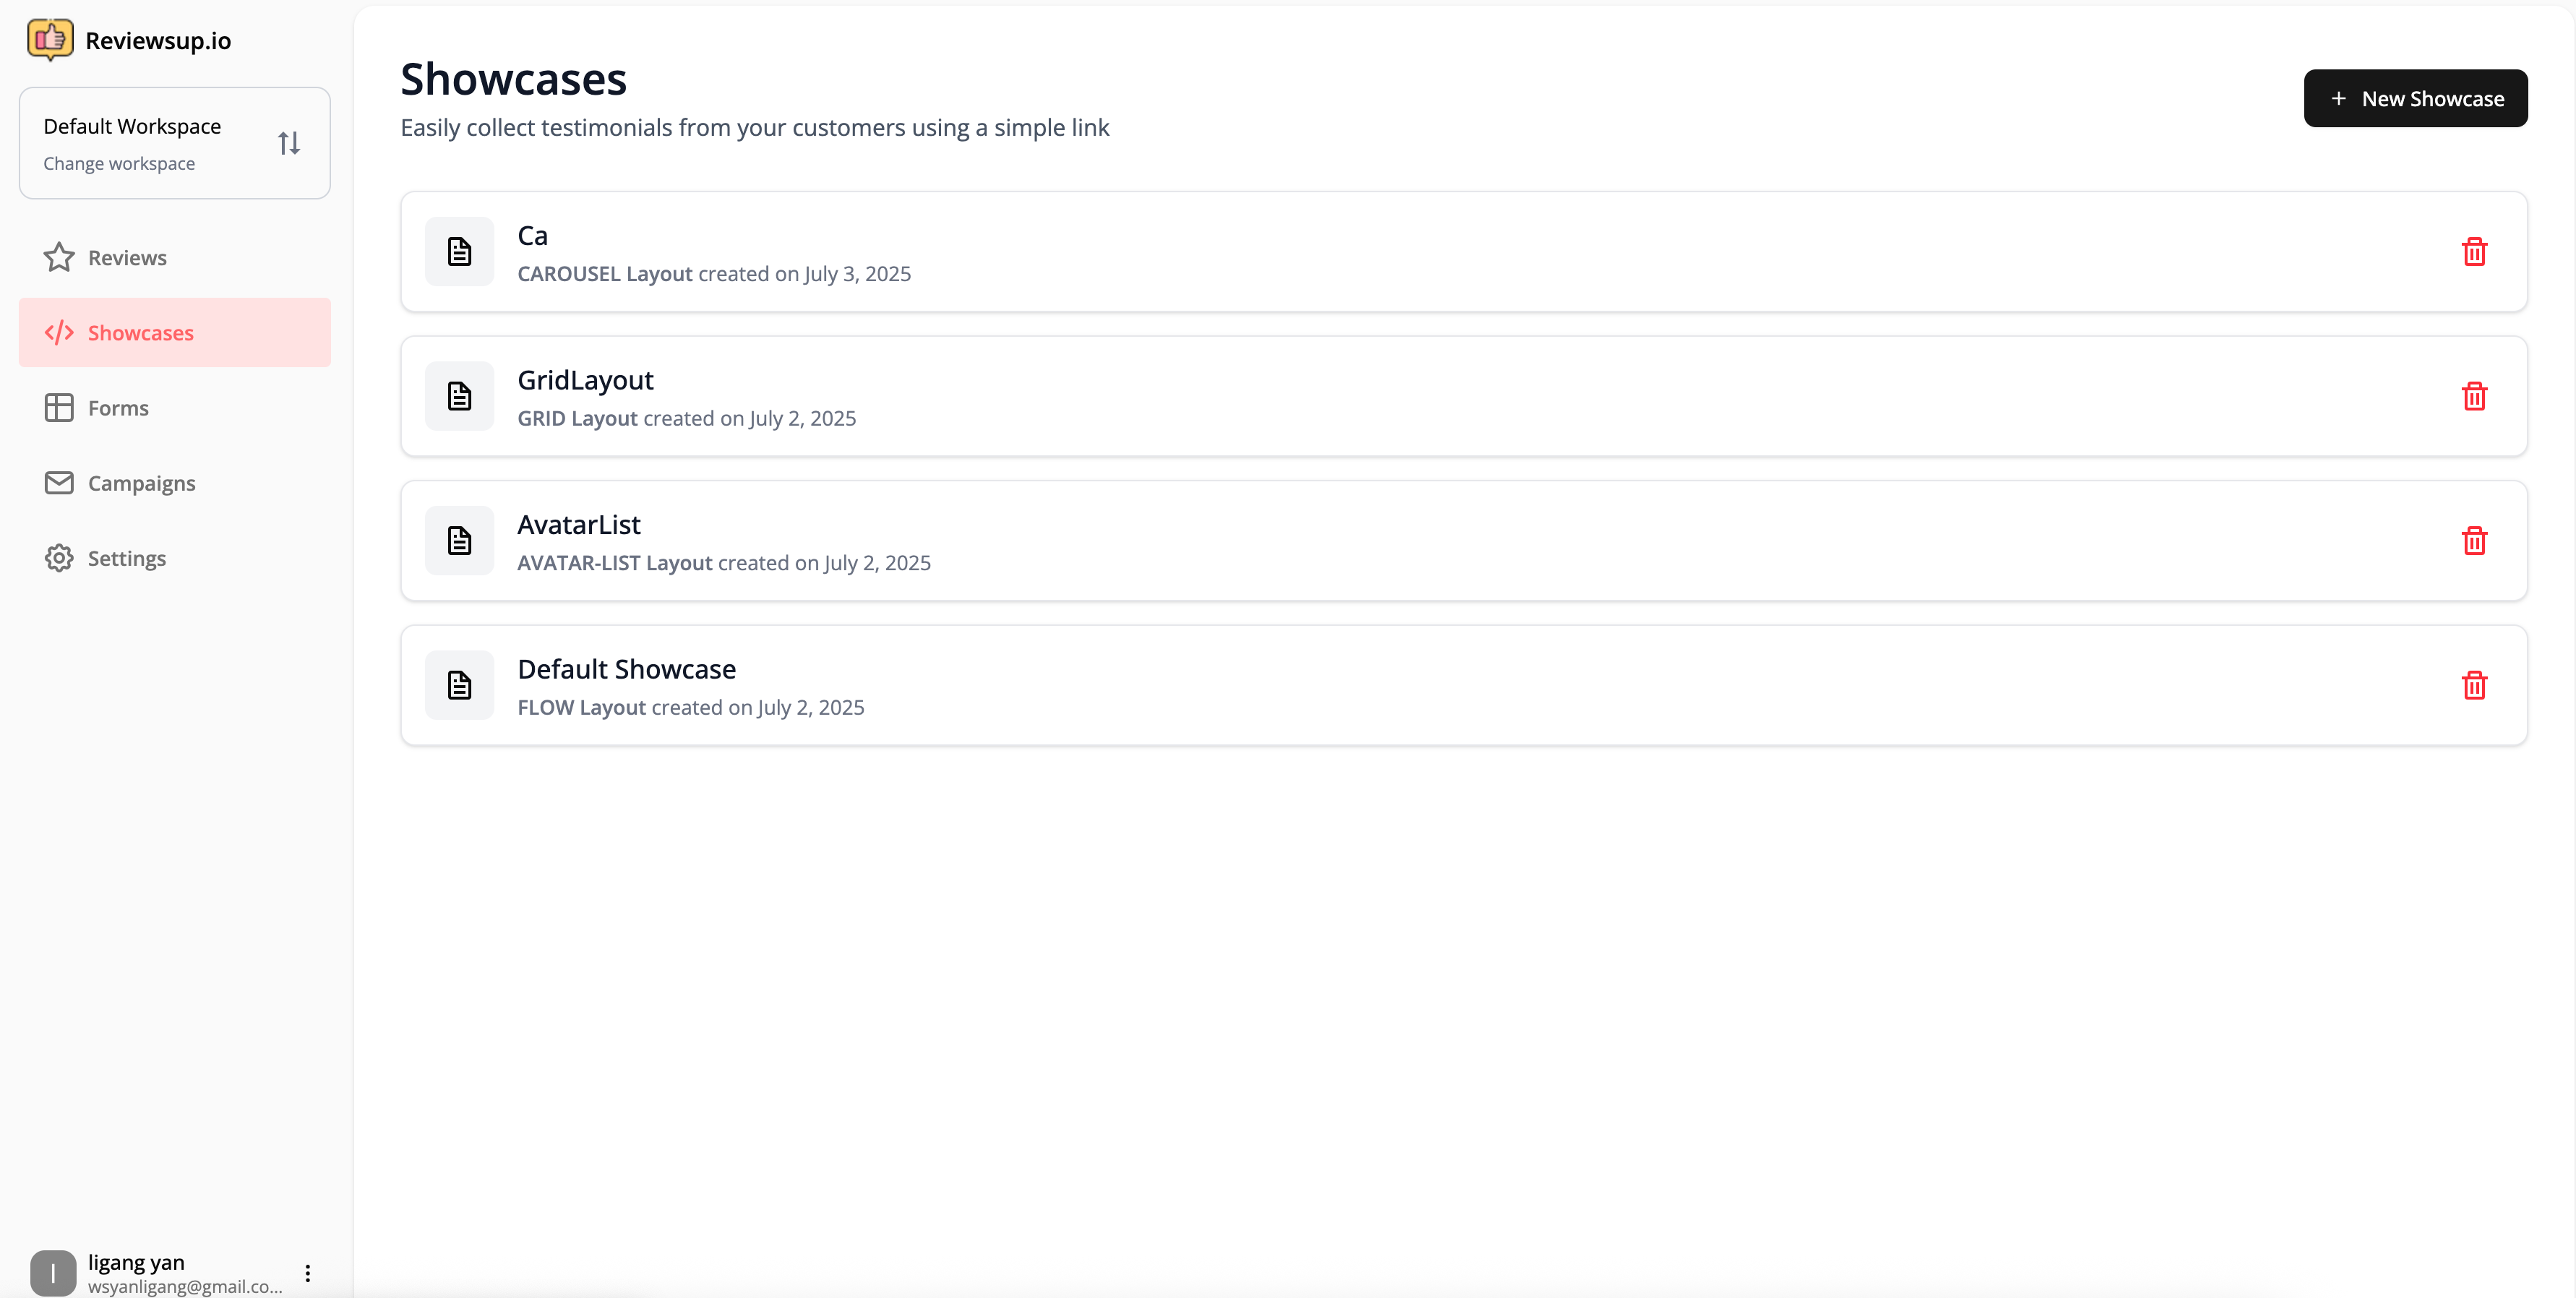 Reviewsup.io
Default Workspace
Change workspace
Reviews
Showcases
Forms
Campaigns
Settings
ligang yan
wsyanligang@gmail.co...
Showcases
Easily collect testimonials from your customers using a simple link
+ New Showcase
Ca
CAROUSEL Layout created on July 3, 2025
GridLayout
GRID Layout created on July 2, 2025
AvatarList
AVATAR-LIST Layout created on July 2, 2025
Default Showcase
FLOW Layout created on July 2, 2025